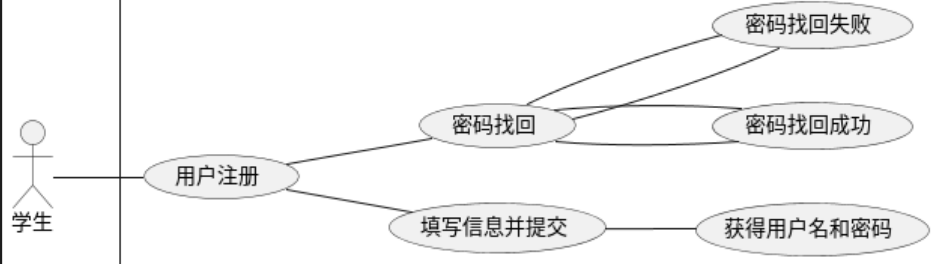 密码找回失败
密码找回
密码找回成功
用户注册
学生
填写信息并提交
获得用户名和密码